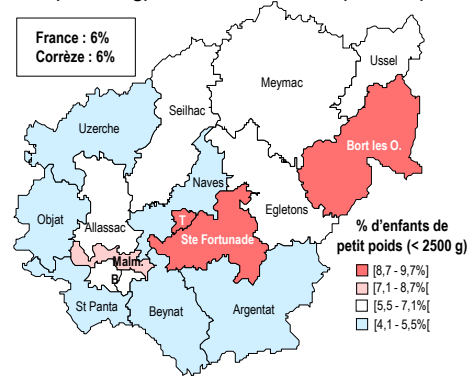 France : 6%
Corrèze : 6%
Ussel
Meymac
Seilhac
Uzerche
Bort les O.
Naves
Egletons
Objat
Allassac
T
Ste Fortunade
Malm.
B
St Panta
Beynat
Argentat
% d'enfants de
petit poids (< 2500 g)
[8,7 - 9,7%]
[7,1 - 8,7%[
[5,5 - 7,1%[
[4,1 - 5,5%[